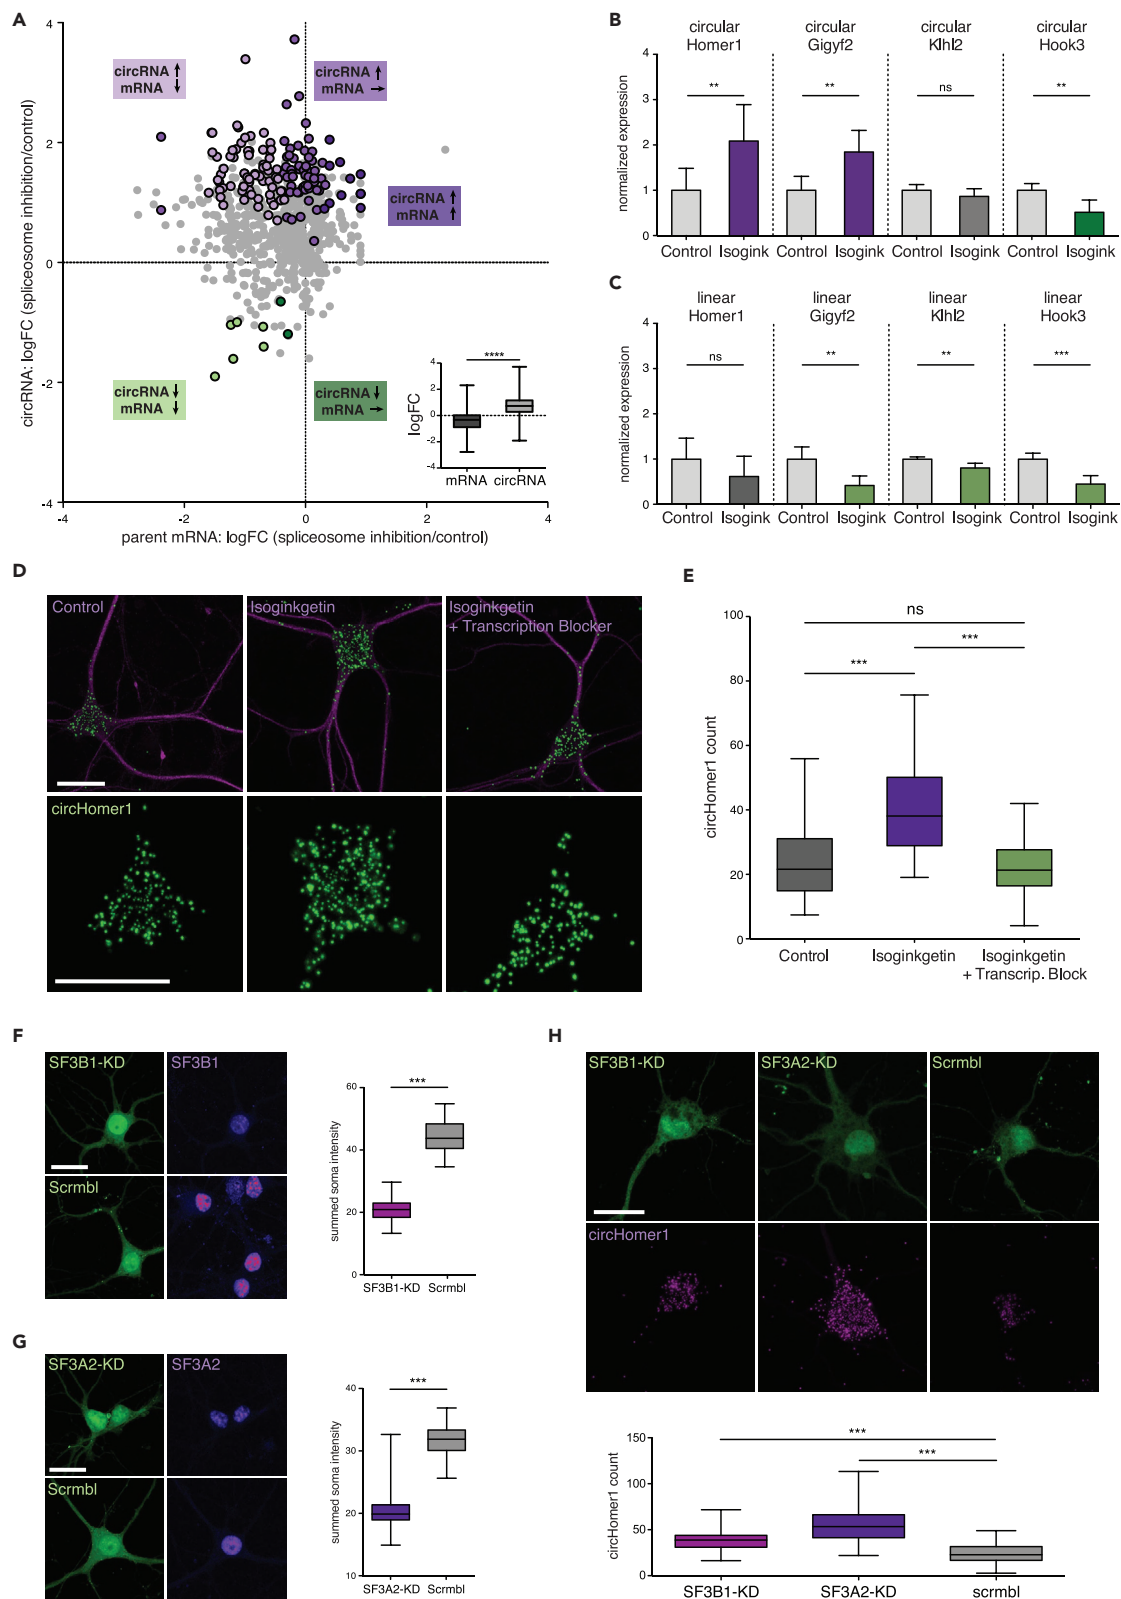 A
circRNA: logFC (spliceosome inhibition/control)
4
2
0
-2
-4
-4
-2
0
2
4
parent mRNA: logFC (spliceosome inhibition/control)
circRNA ↑
mRNA ↓
circRNA ↑
mRNA →
circRNA ↑
mRNA ↑
circRNA ↓
mRNA ↓
circRNA ↓
mRNA →
****
logFC
4
2
0
-2
-4
mRNA
circRNA
B
circular
Homer1
circular
Gigyf2
circular
Klhl2
circular
Hook3
normalized expression
4
3
2
1
0
**
**
ns
**
Control
Isogink
Control
Isogink
Control
Isogink
Control
Isogink
C
linear
Homer1
linear
Gigyf2
linear
Klhl2
linear
Hook3
normalized expression
4
3
2
1
0
ns
**
**
***
Control
Isogink
Control
Isogink
Control
Isogink
Control
Isogink
D
Control
Isoginkgetin
Isoginkgetin
+ Transcription Blocker
circHomer1
E
circHomer1 count
100
80
60
40
20
0
ns
***
***
Control
Isoginkgetin
Isoginkgetin
+ Transcrip. Block
F
SF3B1-KD
SF3B1
Scrmbl
summed soma intensity
60
40
20
0
***
SF3B1-KD
Scrmbl
G
SF3A2-KD
SF3A2
Scrmbl
summed soma intensity
40
30
20
10
***
SF3A2-KD
Scrmbl
H
SF3B1-KD
SF3A2-KD
Scrmbl
circHomer1
circHomer1 count
150
100
50
0
***
***
SF3B1-KD
SF3A2-KD
scrmbl